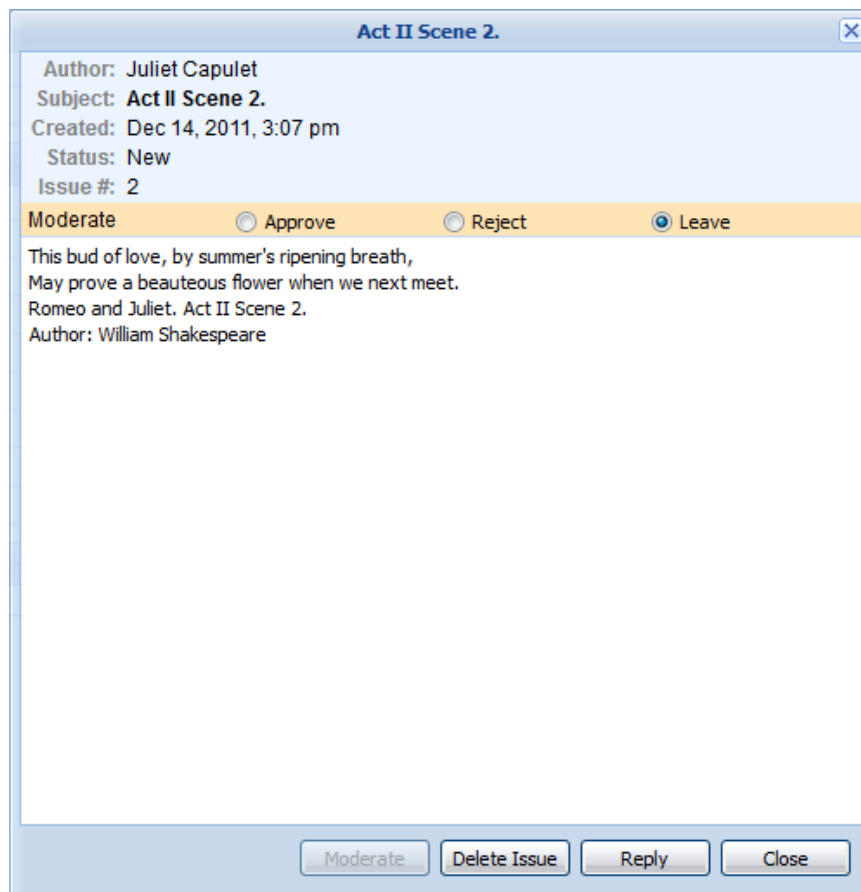 Act II Scene 2.
Author: Juliet Capulet
Subject: Act II Scene 2.
Created: Dec 14, 2011, 3:07 pm
Status: New
Issue #: 2
Moderate Approve Reject Leave
This bud of love, by summer's ripening breath,
May prove a beauteous flower when we next meet.
Romeo and Juliet. Act II Scene 2.
Author: William Shakespeare
Moderate Delete Issue Reply Close